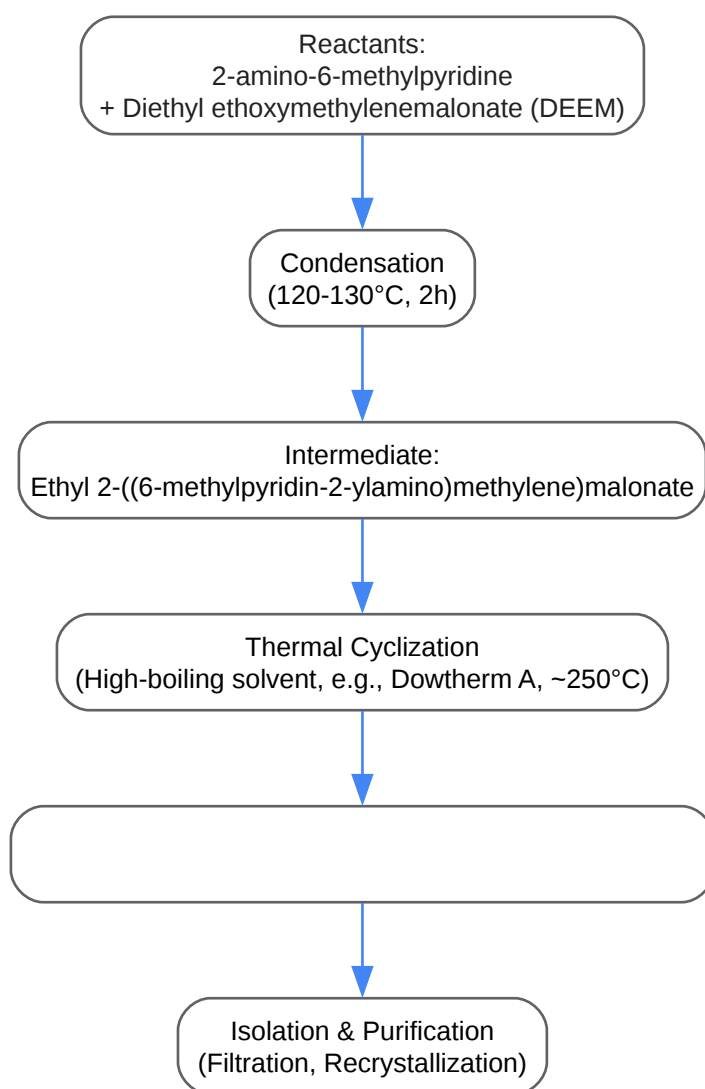 Reactants:
2-amino-6-methylpyridine
+ Diethyl ethoxymethylenemalonate (DEEM)
Condensation
(120-130°C, 2h)
Intermediate:
Ethyl 2-((6-methylpyridin-2-ylamino)methylene)malonate
Thermal Cyclization
(High-boiling solvent, e.g., Dowtherm A, ~250°C)
Isolation & Purification
(Filtration, Recrystallization)